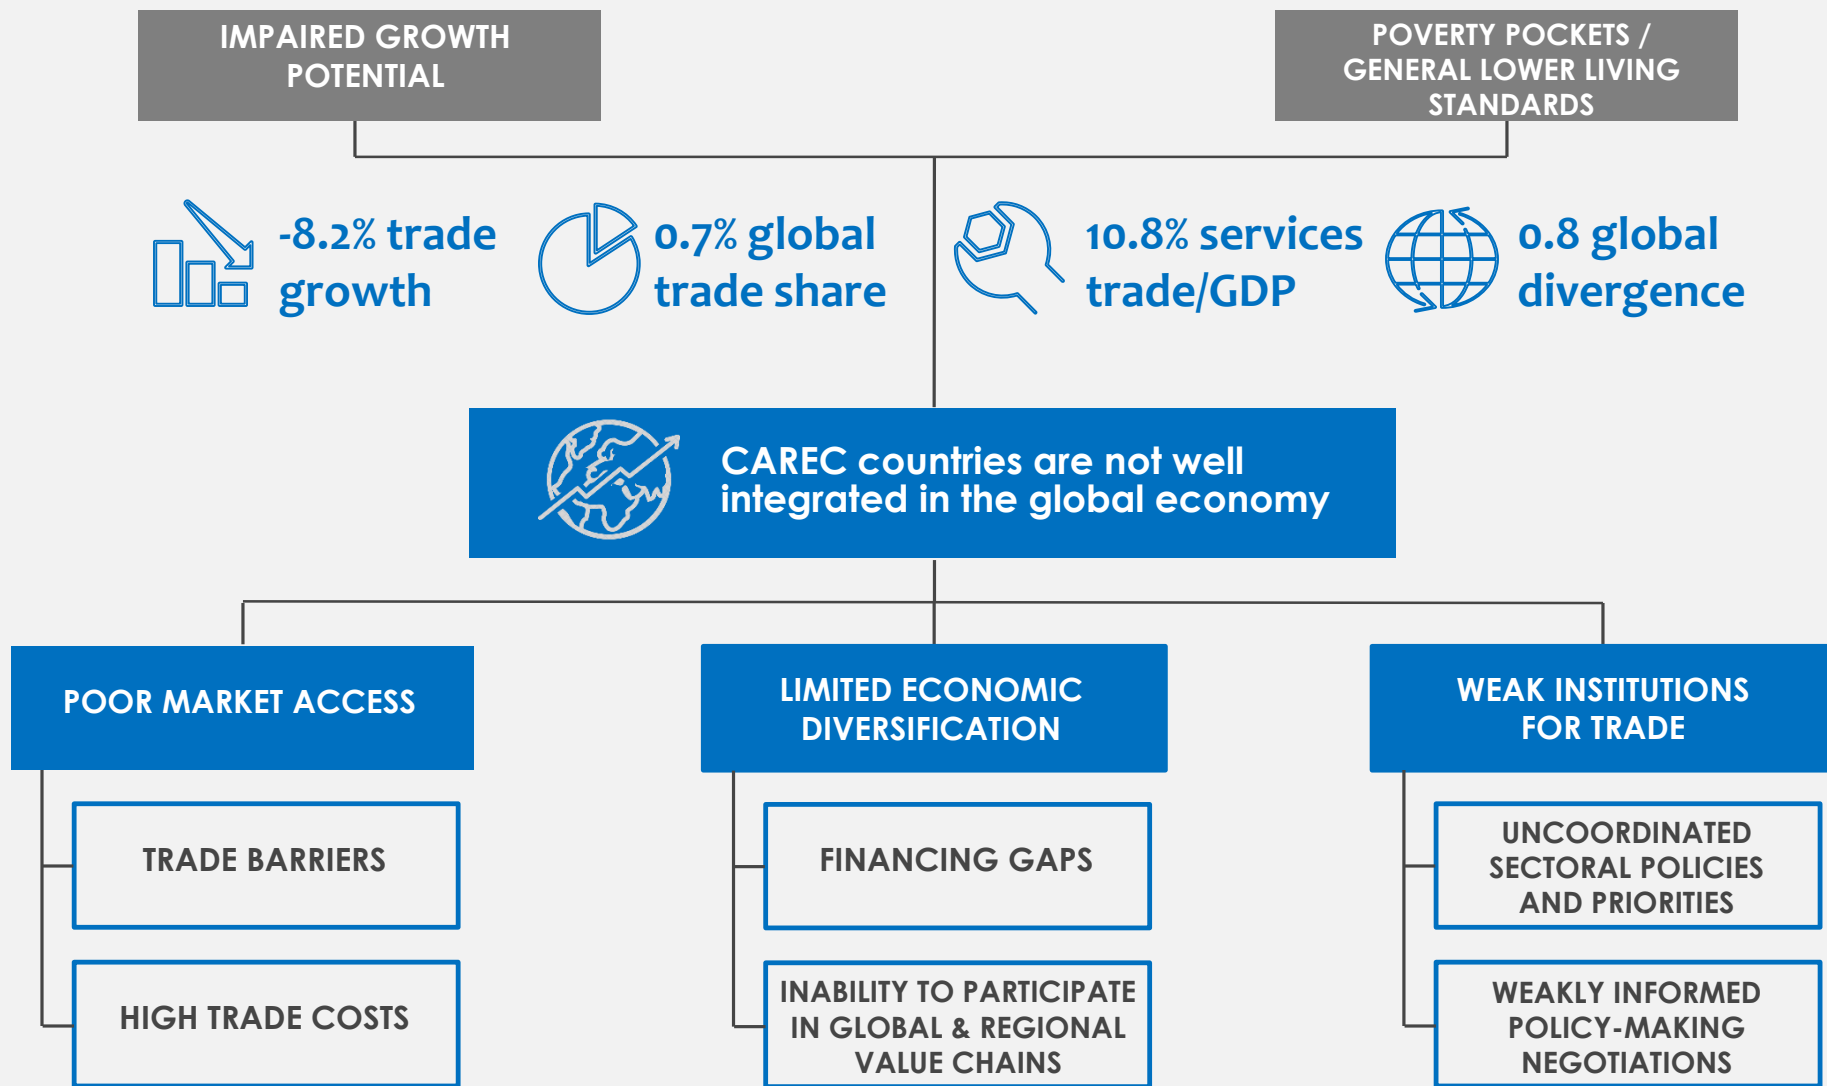 IMPAIRED GROWTH
POTENTIAL
POVERTY POCKETS /
GENERAL LOWER LIVING
STANDARDS
-8.2% trade
growth
0.7% global
trade share
10.8% services
trade/GDP
0.8 global
divergence
CAREC countries are not well
integrated in the global economy
POOR MARKET ACCESS
TRADE BARRIERS
HIGH TRADE COSTS
LIMITED ECONOMIC
DIVERSIFICATION
FINANCING GAPS
INABILITY TO PARTICIPATE
IN GLOBAL & REGIONAL
VALUE CHAINS
WEAK INSTITUTIONS
FOR TRADE
UNCOORDINATED
SECTORAL POLICIES
AND PRIORITIES
WEAKLY INFORMED
POLICY-MAKING
NEGOTIATIONS